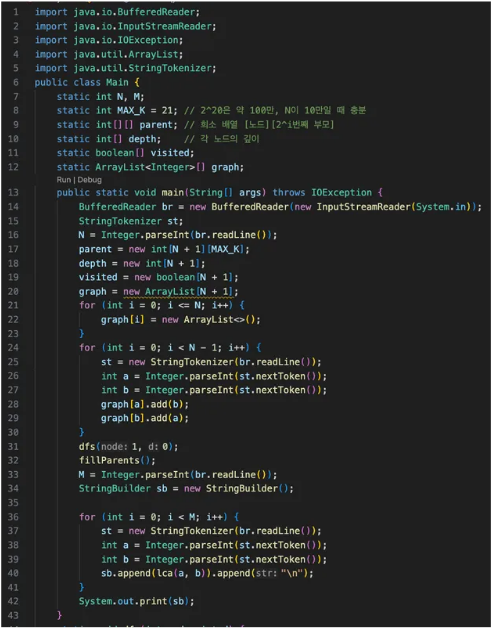 1 import java.io.BufferedReader;
2 import java.io.InputStreamReader;
3 import java.io.IOException;
4 import java.util.ArrayList;
5 import java.util.StringTokenizer;
6 public class Main {
7 static int N, M;
8 static int MAX_K = 21; // 2^20은 약 100만, N이 10만일 때 충분
9 static int[][] parent; // 희소 배열 [노드][2^i번째 부모]
10 static int[] depth; // 각 노드의 깊이
11 static boolean[] visited;
12 static ArrayList<Integer>[] graph;
Run | Debug
13 public static void main(String[] args) throws IOException {
14 BufferedReader br = new BufferedReader(new InputStreamReader(System.in));
15 StringTokenizer st;
16 N = Integer.parseInt(br.readLine());
17 parent = new int[N + 1][MAX_K];
18 depth = new int[N + 1];
19 visited = new boolean[N + 1];
20 graph = new ArrayList[N + 1];
21 for (int i = 0; i <= N; i++) {
22 graph[i] = new ArrayList<>();
23 }
24 for (int i = 0; i < N - 1; i++) {
25 st = new StringTokenizer(br.readLine());
26 int a = Integer.parseInt(st.nextToken());
27 int b = Integer.parseInt(st.nextToken());
28 graph[a].add(b);
29 graph[b].add(a);
30 }
31 dfs(node: 1, d: 0);
32 fillParents();
33 M = Integer.parseInt(br.readLine());
34 StringBuilder sb = new StringBuilder();
35
36 for (int i = 0; i < M; i++) {
37 st = new StringTokenizer(br.readLine());
38 int a = Integer.parseInt(st.nextToken());
39 int b = Integer.parseInt(st.nextToken());
40 sb.append(lca(a, b)).append(str: "\n");
41 }
42 System.out.print(sb);
43 }